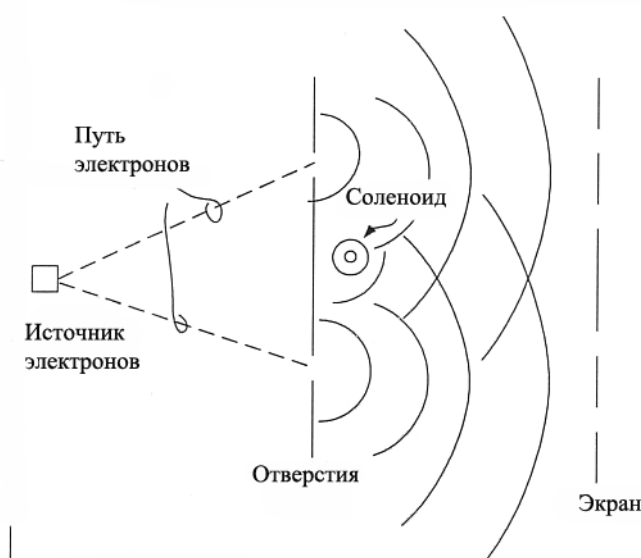 Путь
электронов
Соленоид
Источник
электронов
Отверстия
Экран